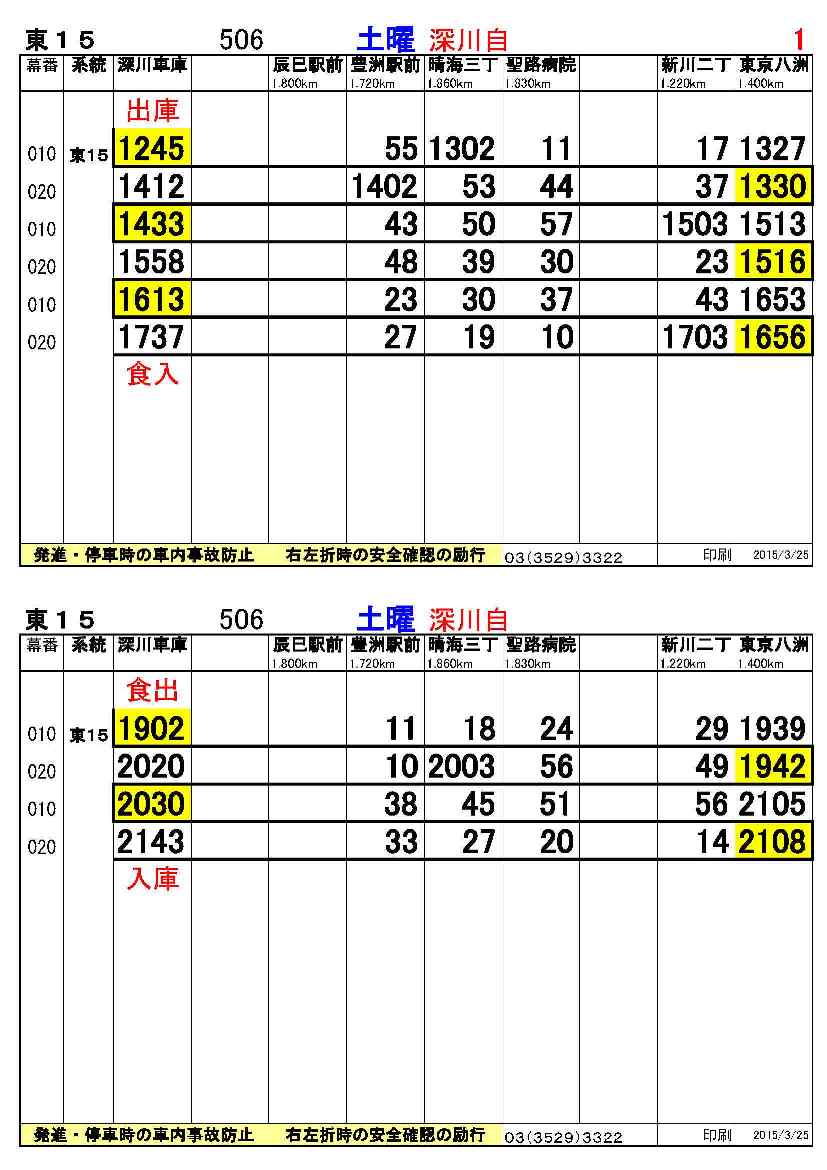 東15 506 土曜 深川自 1
幕番 系統 深川車庫 辰巳駅前 豊洲駅前 晴海三丁 聖路病院 新川二丁 東京八洲
1.800km 1.720km 1.860km 1.830km 1.220km 1.400km
出庫
010 東15 1245 55 1302 11 17 1327
020 1412 1402 53 44 37 1330
010 1433 43 50 57 1503 1513
020 1558 48 39 30 23 1516
010 1613 23 30 37 43 1653
020 1737 27 19 10 1703 1656
食入
発進・停車時の車内事故防止 右左折時の安全確認の励行 03(3529)3322 印刷 2015/3/25
東15 506 土曜 深川自
幕番 系統 深川車庫 辰巳駅前 豊洲駅前 晴海三丁 聖路病院 新川二丁 東京八洲
1.800km 1.720km 1.860km 1.830km 1.220km 1.400km
食出
010 東15 1902 11 18 24 29 1939
020 2020 10 2003 56 49 1942
010 2030 38 45 51 56 2105
020 2143 33 27 20 14 2108
入庫
発進・停車時の車内事故防止 右左折時の安全確認の励行 03(3529)3322 印刷 2015/3/25